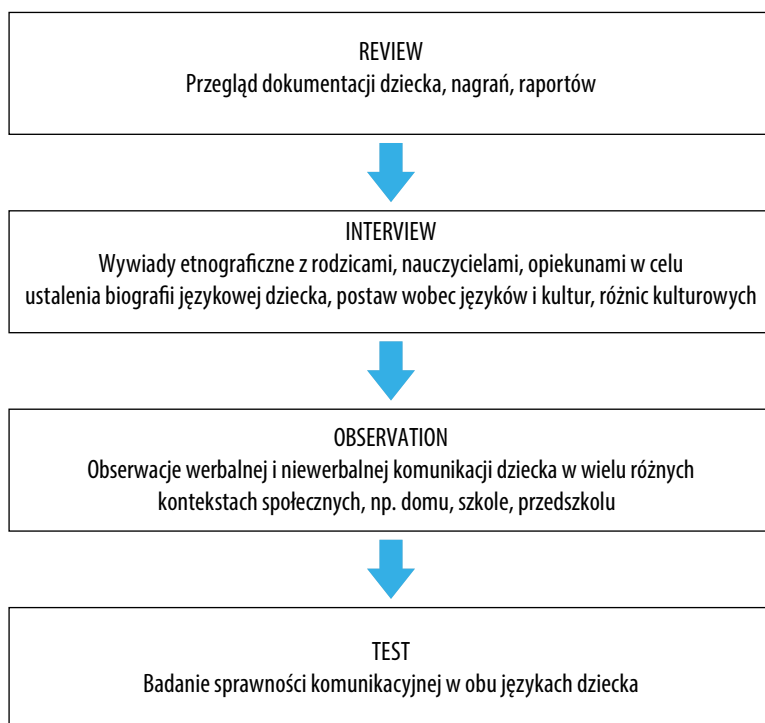 REVIEW
Przegląd dokumentacji dziecka, nagrań, raportów
INTERVIEW
Wywiady etnograficzne z rodzicami, nauczycielami, opiekunami w celu
ustalenia biografii językowej dziecka, postaw wobec języków i kultur, różnic kulturowych
OBSERVATION
Obserwacje werbalnej i niewerbalnej komunikacji dziecka w wielu różnych
kontekstach społecznych, np. domu, szkole, przedszkolu
TEST
Badanie sprawności komunikacyjnej w obu językach dziecka